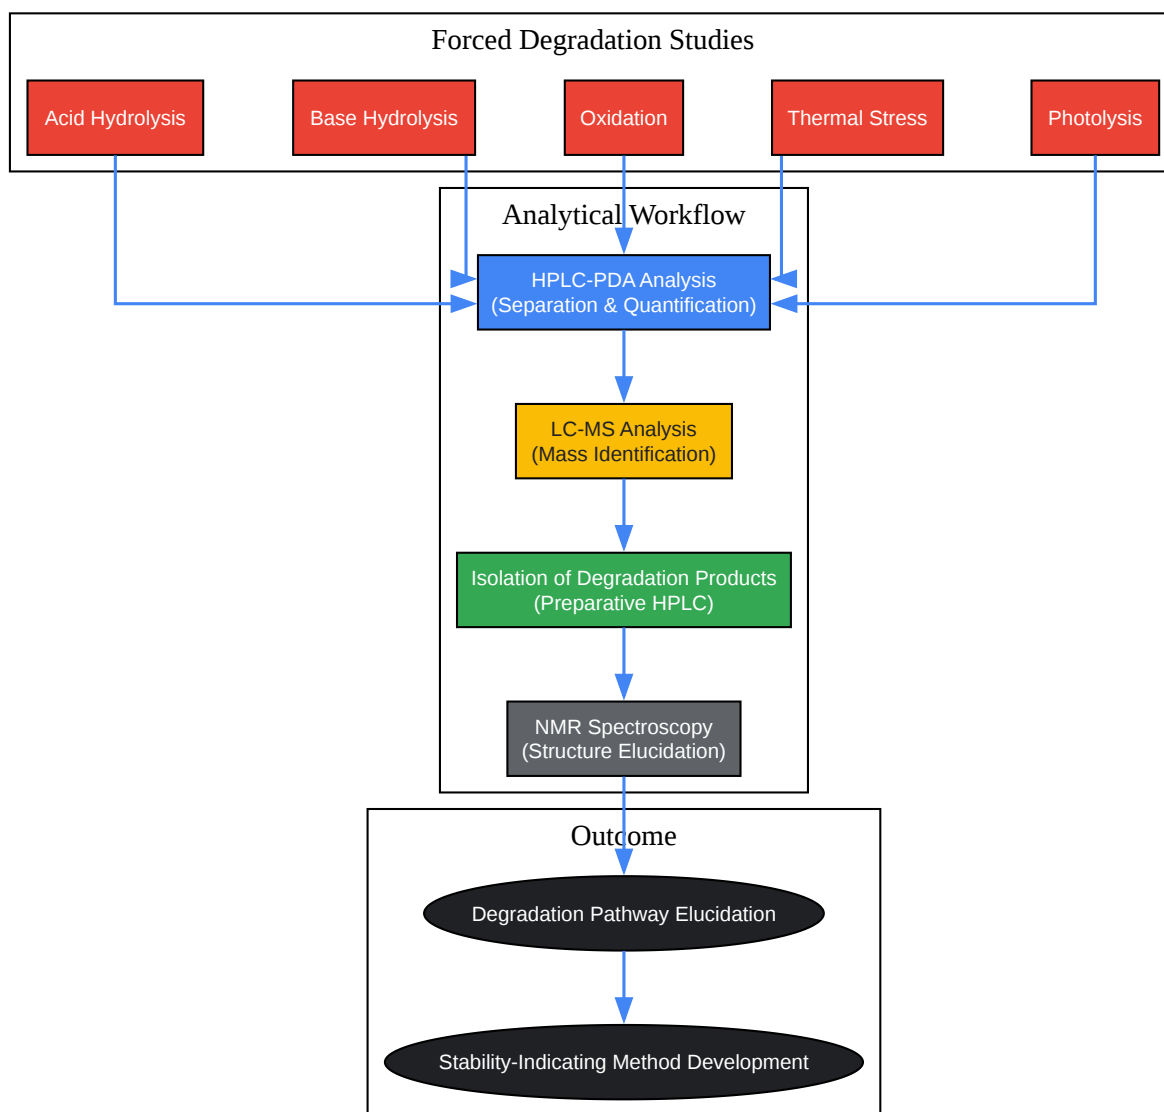 Forced Degradation Studies
Acid Hydrolysis
Base Hydrolysis
Oxidation
Thermal Stress
Photolysis
Analytical Workflow
HPLC-PDA Analysis
(Separation & Quantification)
LC-MS Analysis
(Mass Identification)
Isolation of Degradation Products
(Preparative HPLC)
NMR Spectroscopy
(Structure Elucidation)
Outcome
Degradation Pathway Elucidation
Stability-Indicating Method Development